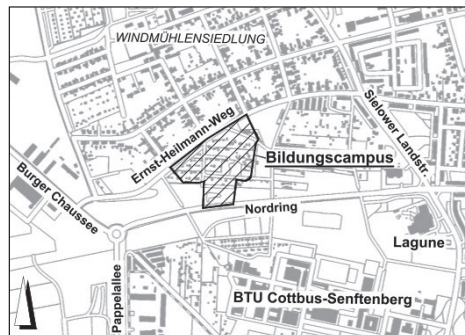 WINDMÜHLENSIEDLUNG
Sielower Landstr.
Ernst-Heilmann-Weg
Bildungscampus
Burger Chaussee
Nordring
Lagune
Pappelallee
BTU Cottbus-Senftenberg